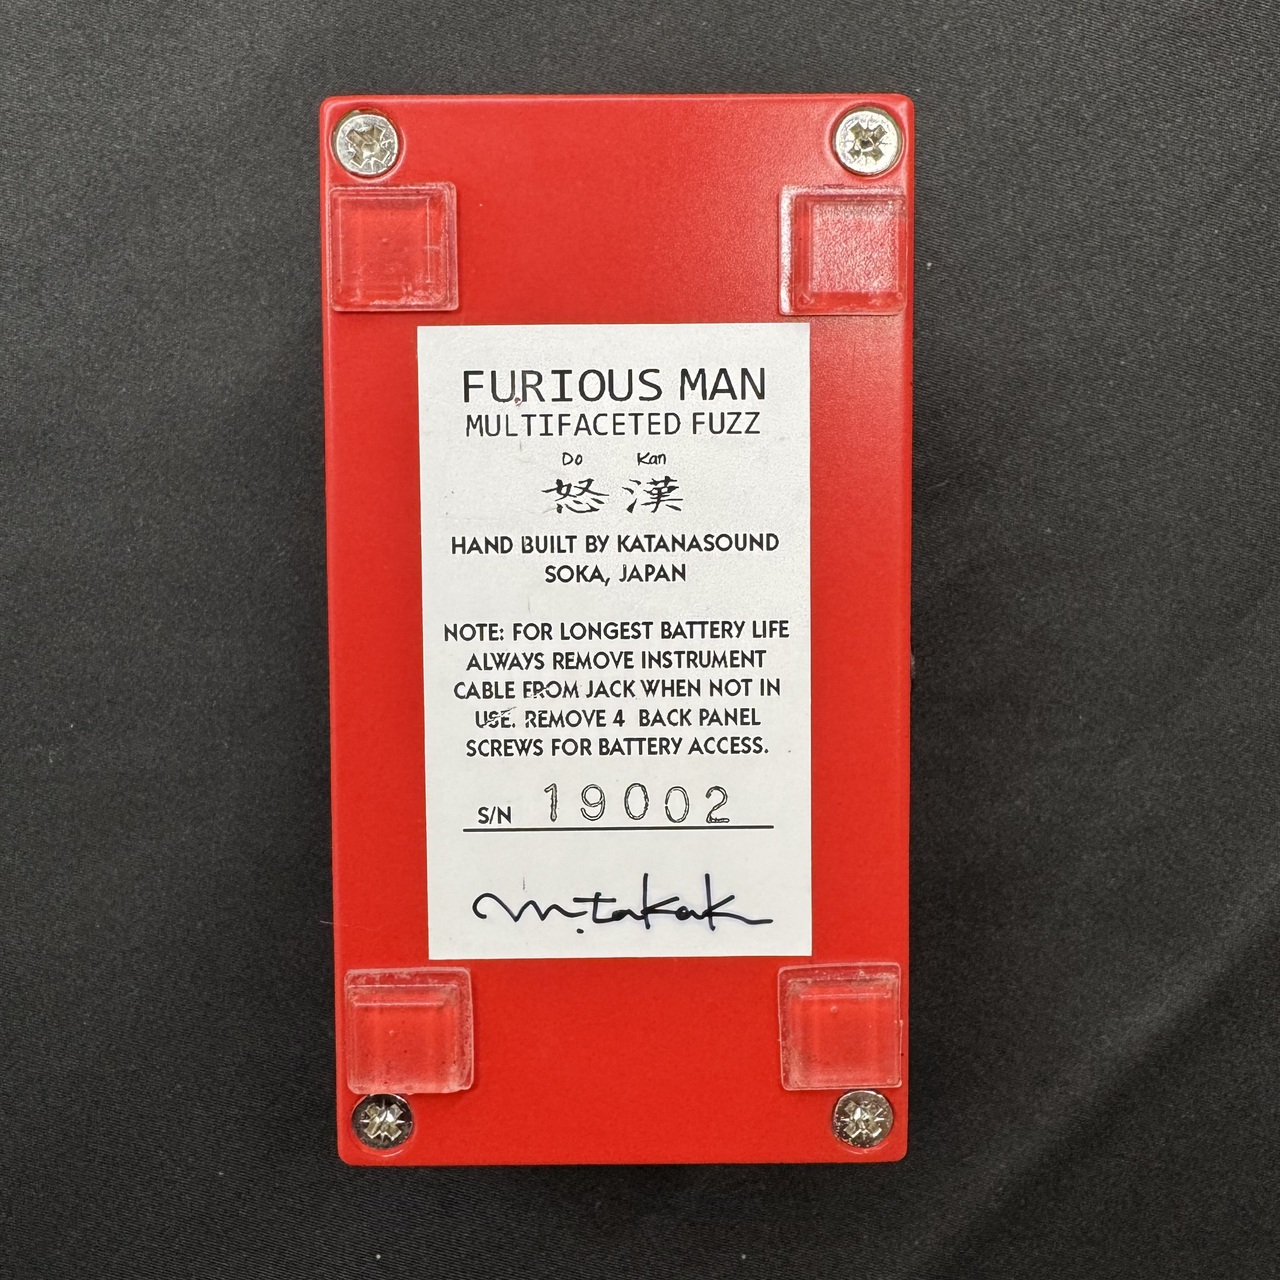 FURIOUS MAN
MULTIFACETED FUZZ
Do Kan
怒漢
HAND BUILT BY KATANASOUND
SOKA, JAPAN
NOTE: FOR LONGEST BATTERY LIFE
ALWAYS REMOVE INSTRUMENT
CABLE FROM JACK WHEN NOT IN
USE. REMOVE 4 BACK PANEL
SCREWS FOR BATTERY ACCESS.
S/N 19002
m.takak